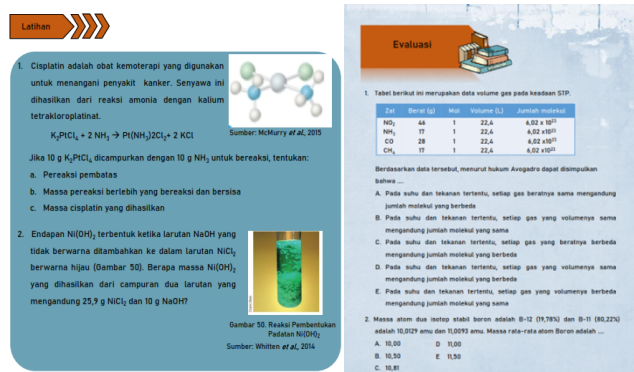 Latihan
1. Cisplatin adalah obat kemoterapi yang digunakan
untuk menangani penyakit kanker. Senyawa ini
dihasilkan dari reaksi amonia dengan kalium
tetrakloroplatinat.
K₂PtCl₄ + 2 NH₃ → Pt(NH₃)2Cl₂+ 2 KCl
Sumber: McMurry et al., 2015
Jika 10 g K₂PtCl₄ dicampurkan dengan 10 g NH₃ untuk bereaksi, tentukan:
a. Pereaksi pembatas
b. Massa pereaksi berlebih yang bereaksi dan bersisa
c. Massa cisplatin yang dihasilkan
2. Endapan Ni(OH)₂ terbentuk ketika larutan NaOH yang
tidak berwarna ditambahkan ke dalam larutan NiCl₂
berwarna hijau (Gambar 50). Berapa massa Ni(OH)₂
yang dihasilkan dari campuran dua larutan yang
mengandung 25,9 g NiCl₂ dan 10 g NaOH?
Gambar 50. Reaksi Pembentukan
Padatan Ni(OH)₂
Sumber: Whitten et al., 2014
Evaluasi
1. Tabel berikut ini merupakan data volume gas pada keadaan STP.
Zat Berat (g) Mol Volume (L) Jumlah molekul
NO₂ 46 1 22,4 6,02 x 10²³
NH₃ 17 1 22,4 6,02 x10²³
CO 28 1 22,4 6,02 x10²³
CH₄ 17 1 22,4 6,02 x10²³
Berdasarkan data tersebut, menurut hukum Avogadro dapat disimpulkan
bahwa ....
A. Pada suhu dan tekanan tertentu, setiap gas beratnya sama mengandung
jumlah molekul yang berbeda
B. Pada suhu dan tekanan tertentu, setiap gas yang volumenya sama
mengandung jumlah molekul yang sama
C. Pada suhu dan tekanan tertentu, setiap gas yang beratnya berbeda
mengandung jumlah molekul yang berbeda
D. Pada suhu dan tekanan tertentu, setiap gas yang volumenya sama
mengandung jumlah molekul yang berbeda
E. Pada suhu dan tekanan tertentu, setiap gas yang volumenya berbeda
mengandung jumlah molekul yang sama
2. Massa atom dua isotop stabil boron adalah B-12 (19,78%) dan B-11 (80,22%)
adalah 10,0129 amu dan 11,0093 amu. Massa rata-rata atom Boron adalah ....
A. 10,00 D 11,00
B. 10,50 E 11,50
C. 10,81